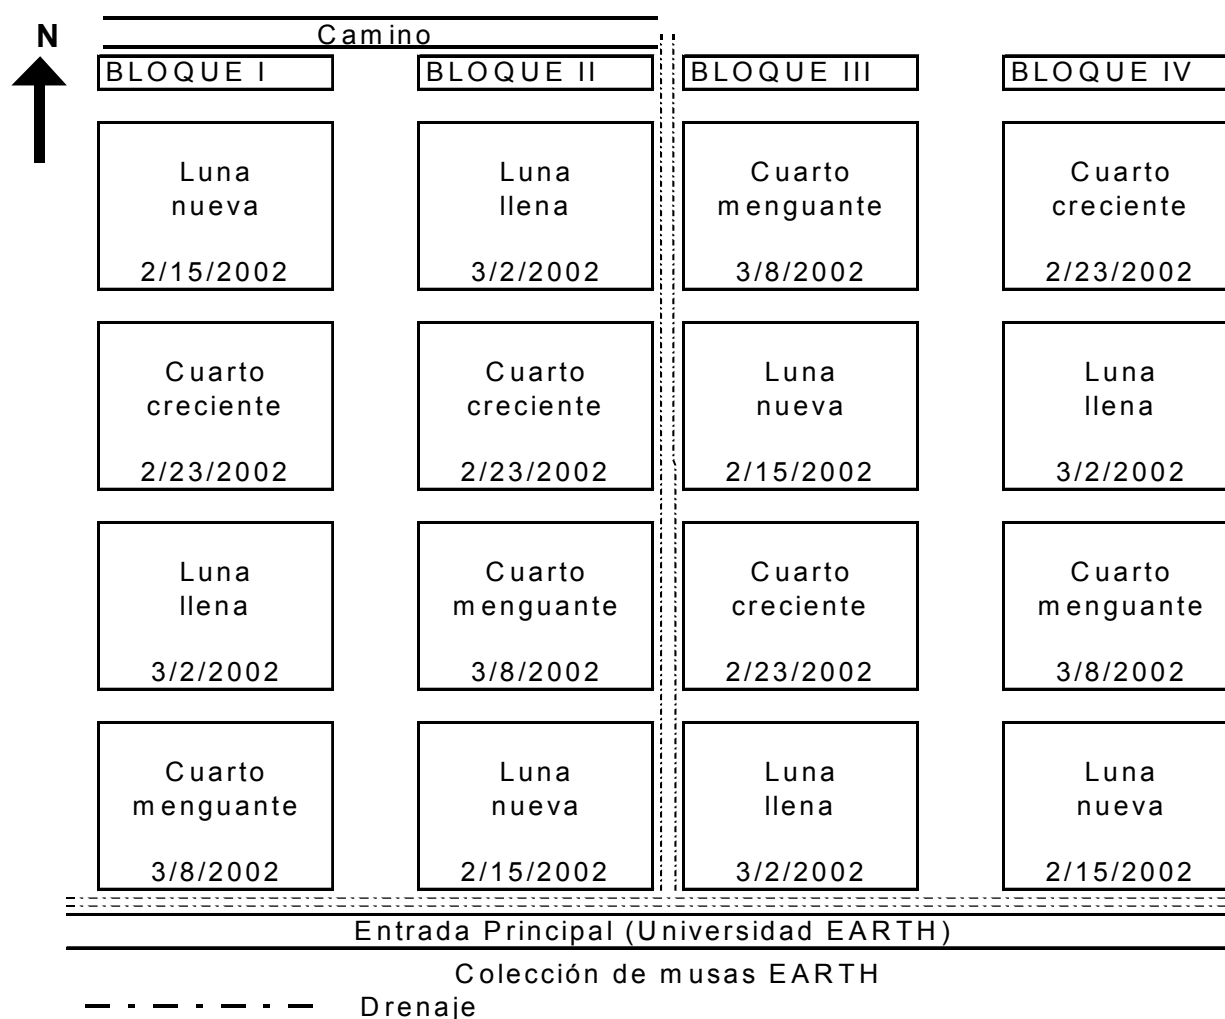 N
Camino
BLOQUE I
BLOQUE II
BLOQUE III
BLOQUE IV
Luna
nueva
2/15/2002
Luna
llena
3/2/2002
Cuarto
menguante
3/8/2002
Cuarto
creciente
2/23/2002
Cuarto
creciente
2/23/2002
Cuarto
creciente
2/23/2002
Luna
nueva
2/15/2002
Luna
llena
3/2/2002
Luna
llena
3/2/2002
Cuarto
menguante
3/8/2002
Cuarto
creciente
2/23/2002
Cuarto
menguante
3/8/2002
Cuarto
menguante
3/8/2002
Luna
nueva
2/15/2002
Luna
llena
3/2/2002
Luna
nueva
2/15/2002
Entrada Principal (Universidad EARTH)
Colección de musas EARTH
Drenaje